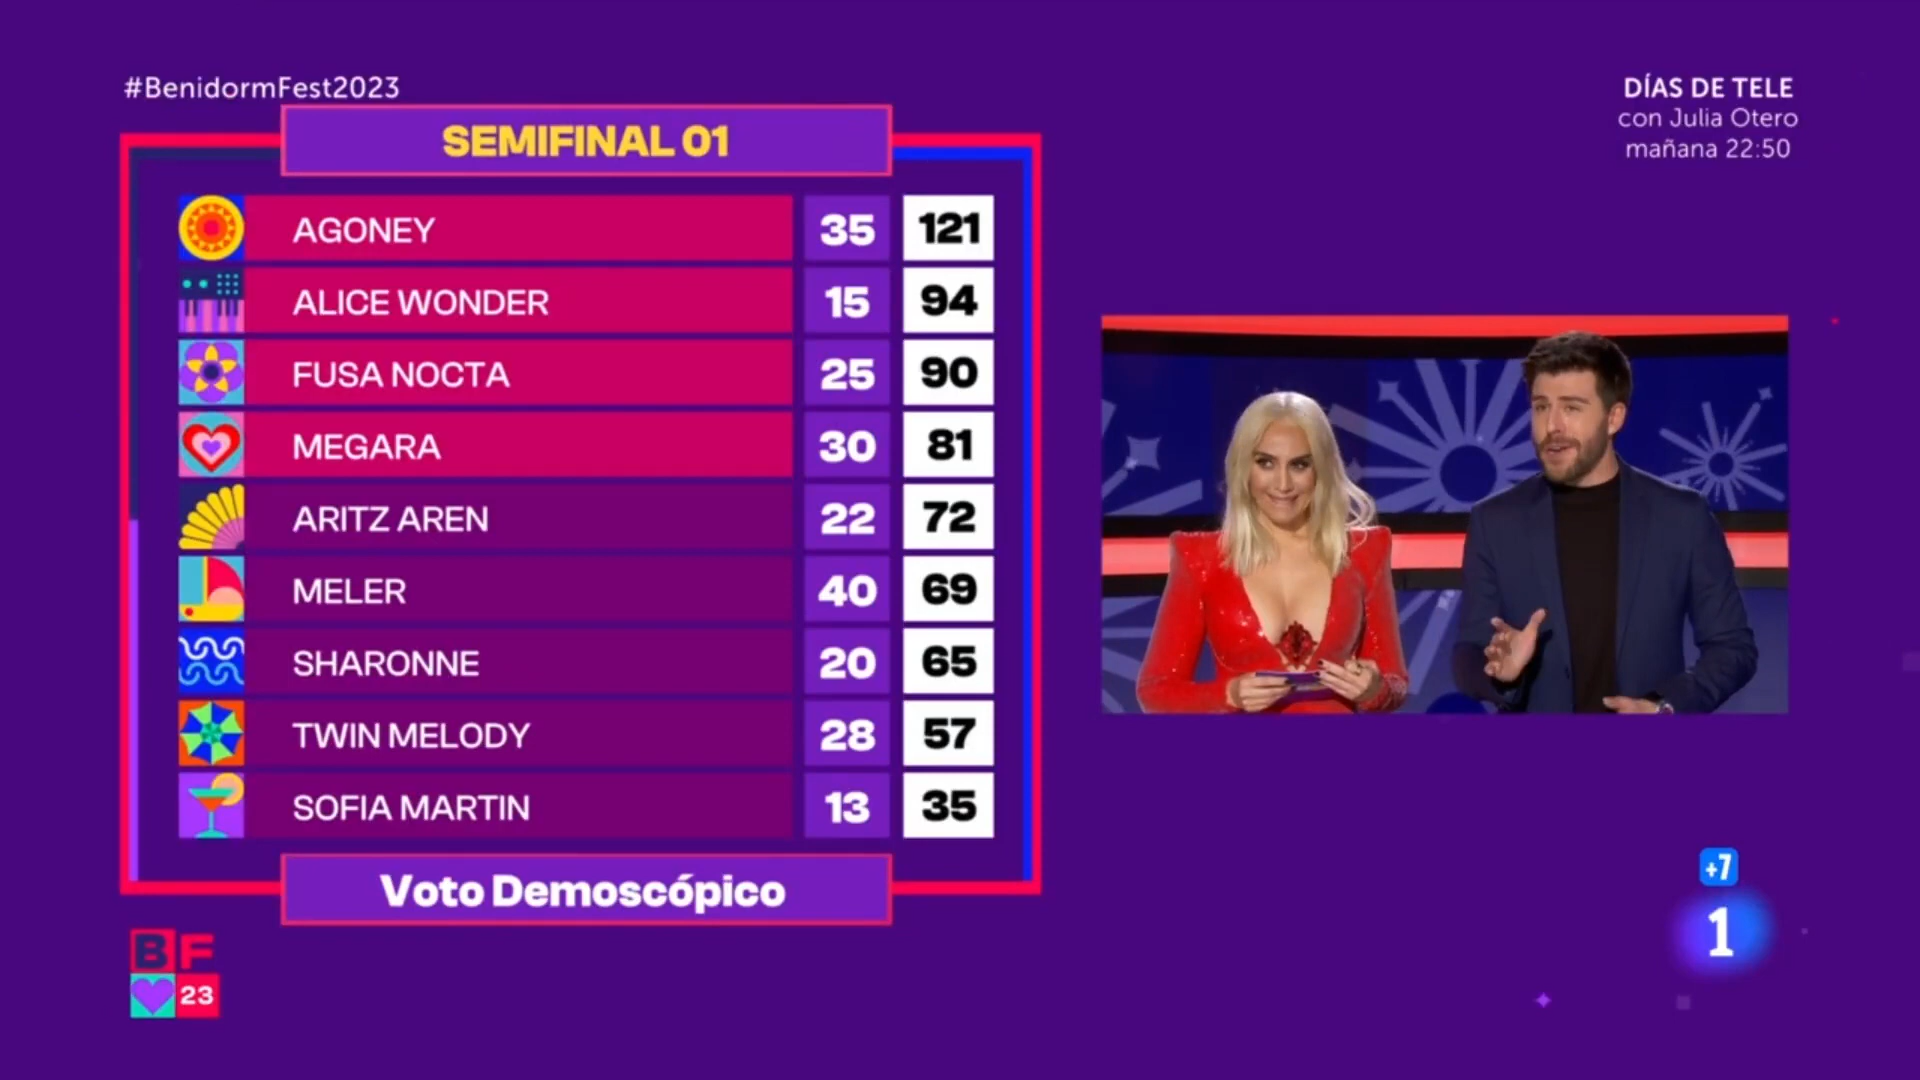 #BenidormFest2023
DÍAS DE TELE
con Julia Otero
mañana 22:50
SEMIFINAL 01
AGONEY 35 121
ALICE WONDER 15 94
FUSA NOCTA 25 90
MEGARA 30 81
ARITZ AREN 22 72
MELER 40 69
SHARONNE 20 65
TWIN MELODY 28 57
SOFIA MARTIN 13 35
Voto Demoscópico
+7
1
BF
23